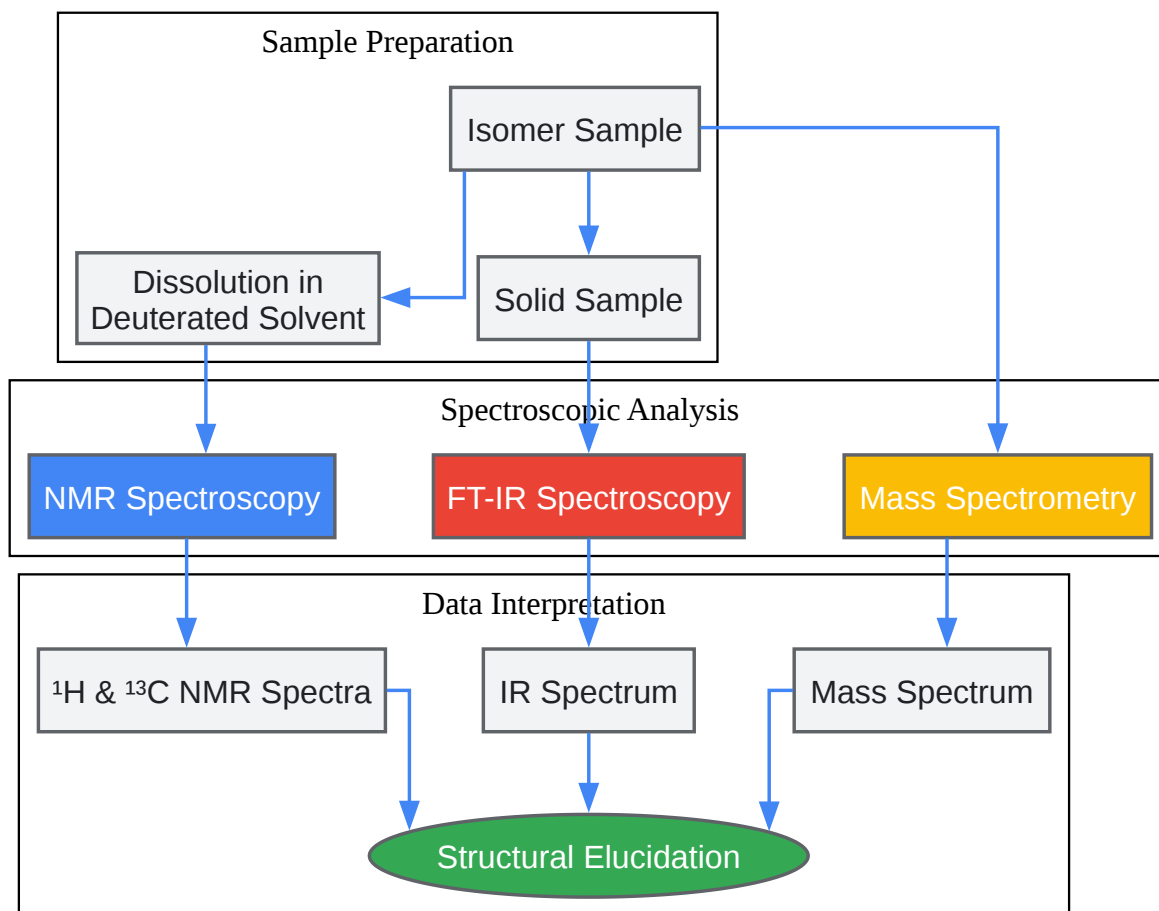 Sample Preparation
Isomer Sample
Dissolution in
Deuterated Solvent
Solid Sample
Spectroscopic Analysis
NMR Spectroscopy
FT-IR Spectroscopy
Mass Spectrometry
Data Interpretation
¹H & ¹³C NMR Spectra
IR Spectrum
Mass Spectrum
Structural Elucidation